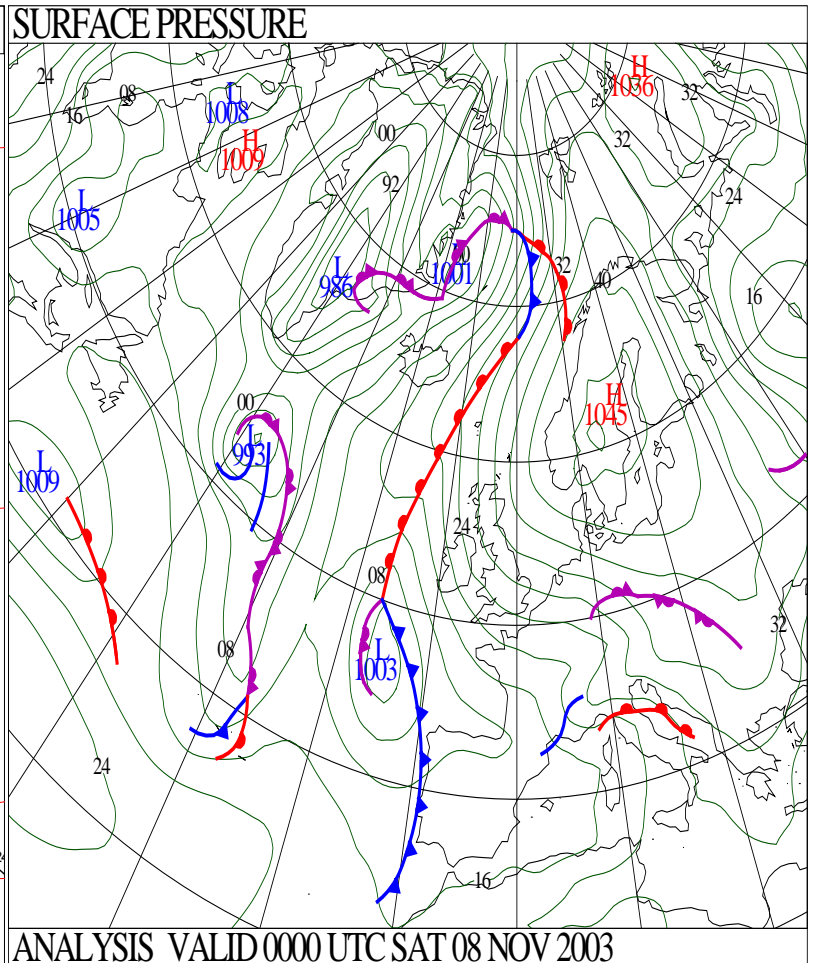 SURFACE PRESSURE
24
16
08
L
1008
H
1009
00
92
H
1036
32
32
24
L
1005
L
986
L
1001
32
40
16
H
1045
00
L
993
L
1009
24
08
08
L
1003
32
24
16
ANALYSIS VALID 0000 UTC SAT 08 NOV 2003